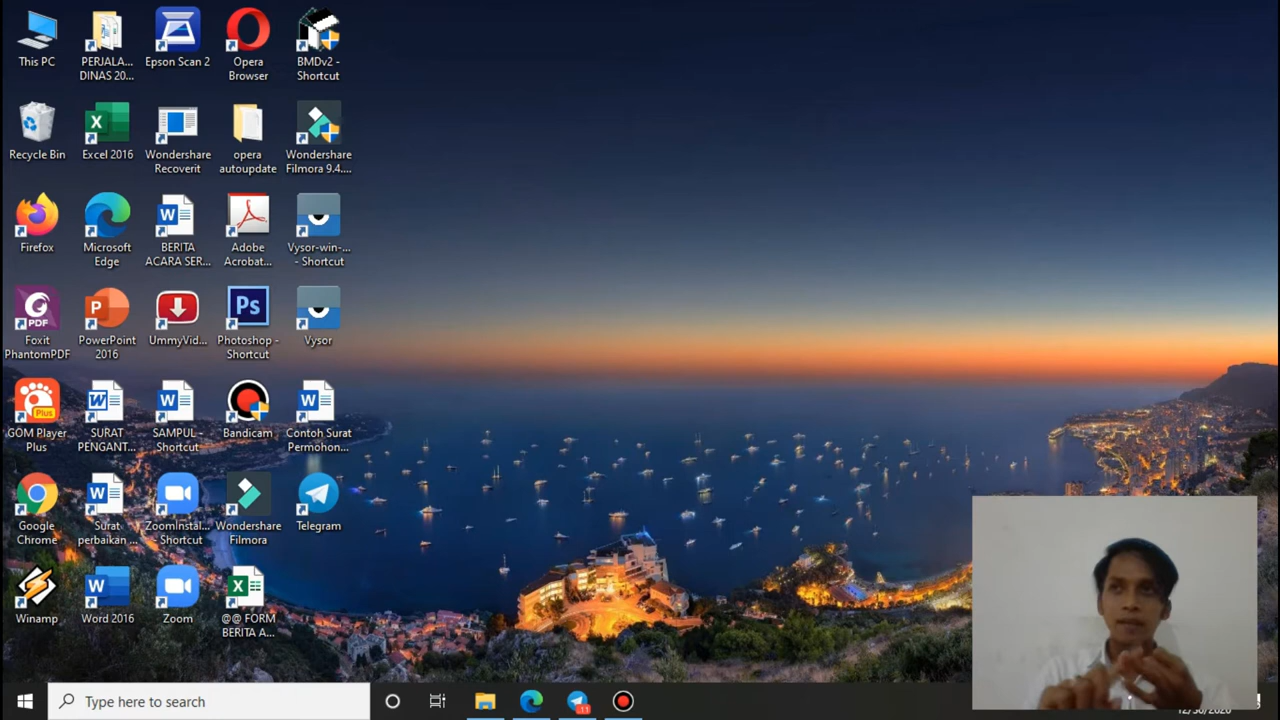 This PC
PERJALA...
DINAS 20...
Epson Scan 2
Opera
Browser
BMDv2 -
Shortcut
Recycle Bin
Excel 2016
Wondershare
Recoverit
opera
autoupdate
Wondershare
Filmora 9.4....
Firefox
Microsoft
Edge
BERITA
ACARA SER...
Adobe
Acrobat...
Vysor-win-...
- Shortcut
Foxit
PhantomPDF
PowerPoint
2016
UmmyVid...
Photoshop -
Shortcut
Vysor
GOM Player
Plus
SURAT
PENGANT...
SAMPUL -
Shortcut
Bandicam
Contoh Surat
Permohon...
Google
Chrome
Surat
perbaikan ...
ZoomInstal...
- Shortcut
Wondershare
Filmora
Telegram
Winamp
Word 2016
Zoom
@@ FORM
BERITA A...
Type here to search